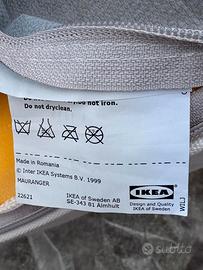 Do not iron.
Do not dryclean.
Made in Romania
© Inter IKEA Systems B.V. 1999
MAURANGER
22621
IKEA of Sweden AB
SE-343 81 Älmhult
IKEA
Design and Quality
IKEA of Sweden
subito